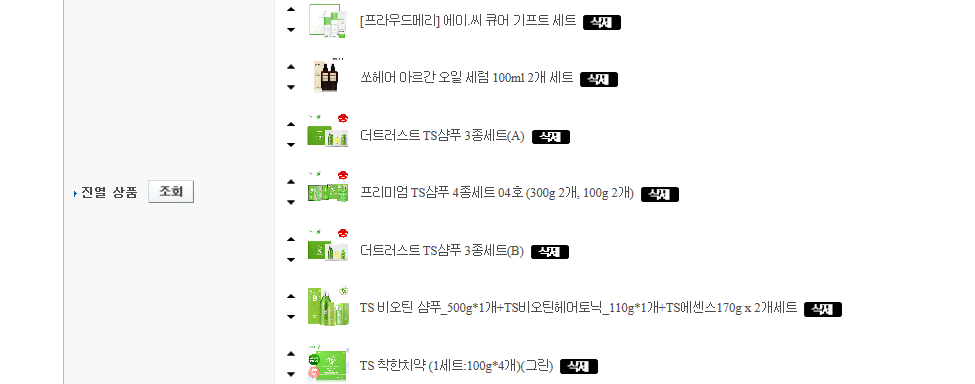 [프라우드메리] 에이.씨 큐어 기프트 세트 삭제
쏘헤어 아르간 오일 세럼 100ml 2개 세트 삭제
더트러스트 TS샴푸 3종세트(A) 삭제
진열 상품 조회
프리미엄 TS샴푸 4종세트 04호 (300g 2개, 100g 2개) 삭제
더트러스트 TS샴푸 3종세트(B) 삭제
TS 비오틴 샴푸_500g*1개+TS비오틴헤어토닉_110g*1개+TS에센스170g x 2개세트 삭제
TS 착한치약 (1세트:100g*4개)(그린) 삭제